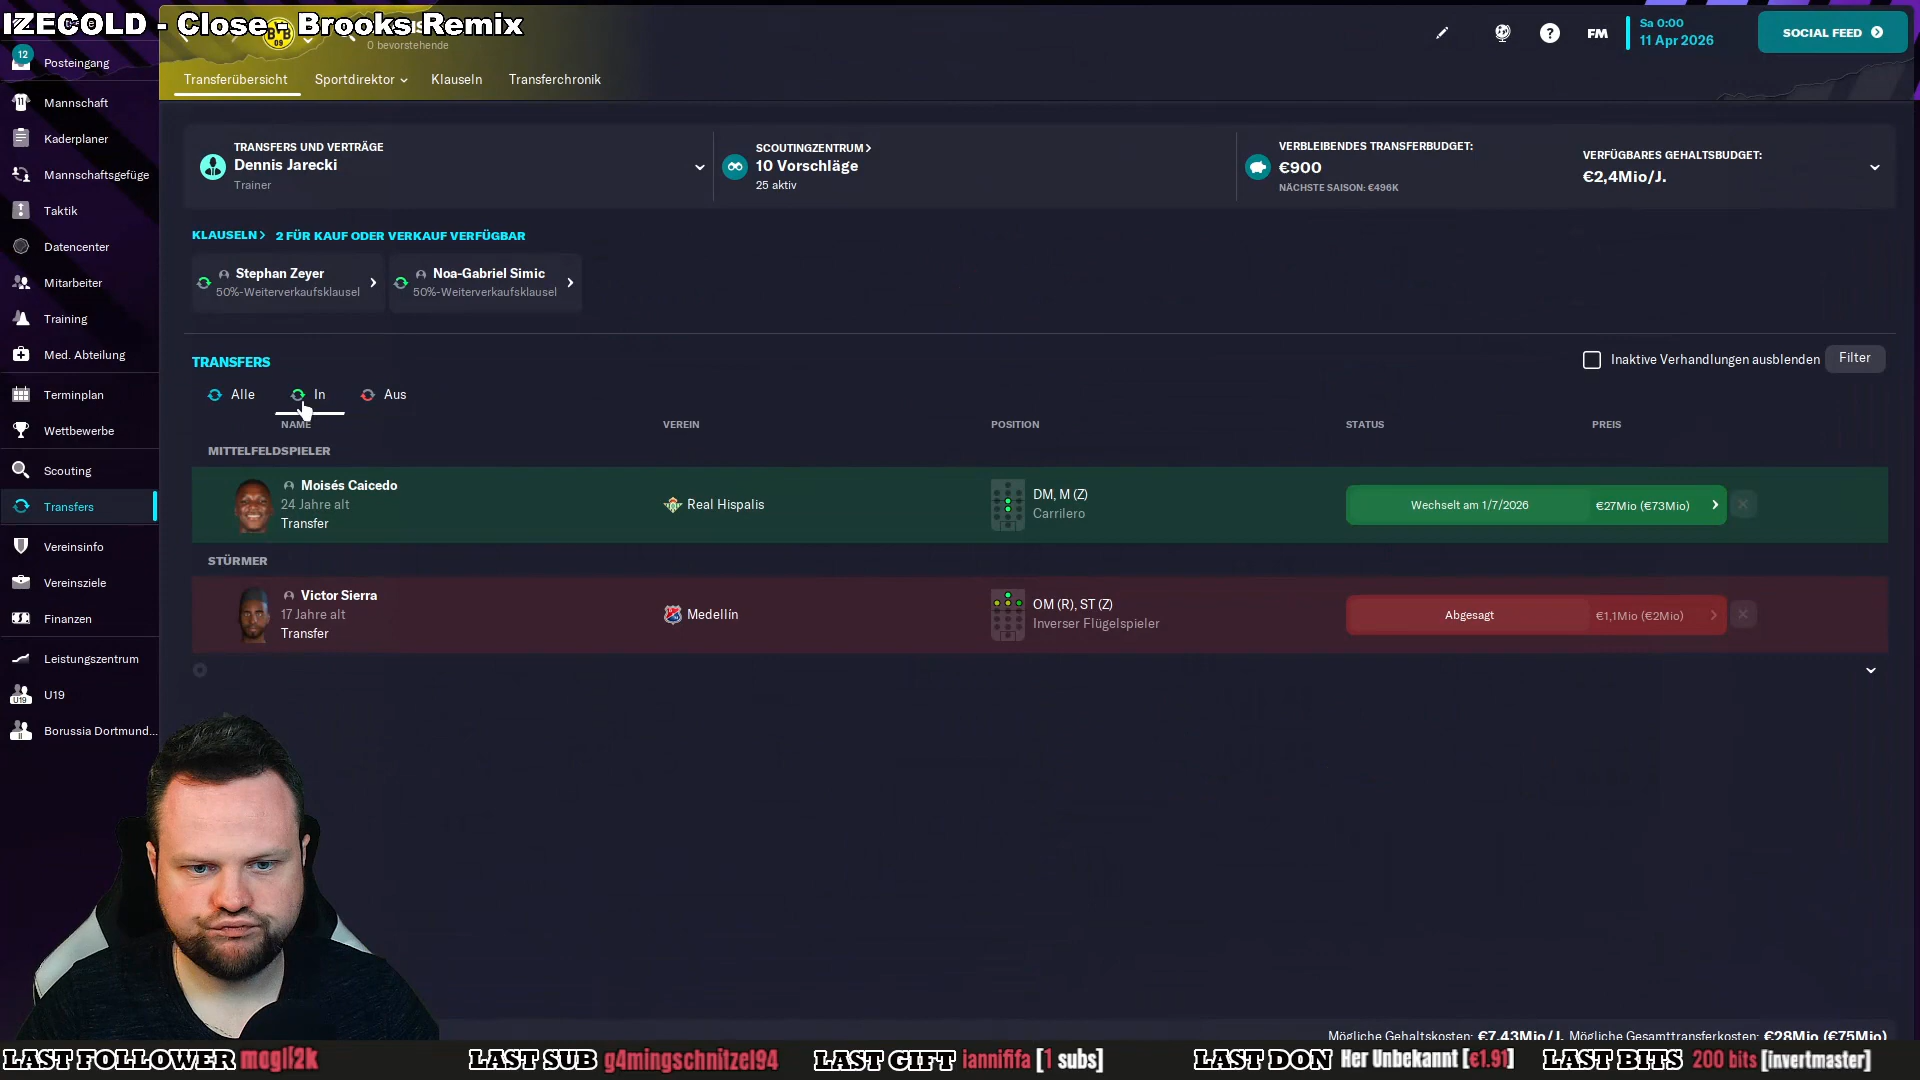 IZECOLD - Close - Brooks Remix
0 bevorstehende
FM
Sa 0:00
11 Apr 2026
SOCIAL FEED
Transferübersicht
Sportdirektor
Klauseln
Transferchronik
12
Posteingang
Mannschaft
Kaderplaner
Mannschaftsgefüge
Taktik
Datencenter
Mitarbeiter
Training
Med. Abteilung
Terminplan
Wettbewerbe
Scouting
Transfers
Vereinsinfo
Vereinsziele
Finanzen
Leistungszentrum
U19
Borussia Dortmund...
TRANSFERS UND VERTRÄGE
Dennis Jarecki
Trainer
SCOUTINGZENTRUM
10 Vorschläge
25 aktiv
VERBLEIBENDES TRANSFERBUDGET:
€900
NÄCHSTE SAISON: €496K
VERFÜGBARES GEHALTSBUDGET:
€2,4Mio/J.
KLAUSELN 2 FÜR KAUF ODER VERKAUF VERFÜGBAR
Stephan Zeyer
50%-Weiterverkaufsklausel
Noa-Gabriel Simic
50%-Weiterverkaufsklausel
TRANSFERS
Inaktive Verhandlungen ausblenden
Filter
Alle
In
Aus
NAME
VEREIN
POSITION
STATUS
PREIS
MITTELFELDSPIELER
Moisés Caicedo
24 Jahre alt
Transfer
Real Hispalis
DM, M (Z)
Carrilero
Wechselt am 1/7/2026
€27Mio (€73Mio)
STÜRMER
Victor Sierra
17 Jahre alt
Transfer
Medellín
OM (R), ST (Z)
Inverser Flügelspieler
Abgesagt
€1,1Mio (€2Mio)
Mögliche Gehaltskosten: €7,43Mio/J. Mögliche Gesamttransferkosten: €28Mio (€75Mio)
LAST FOLLOWER mogli2k
LAST SUB g4mingschnitzel94
LAST GIFT iannififa [1 subs]
LAST DON Her Unbekannt [€1.91]
LAST BITS 200 bits [invertmaster]